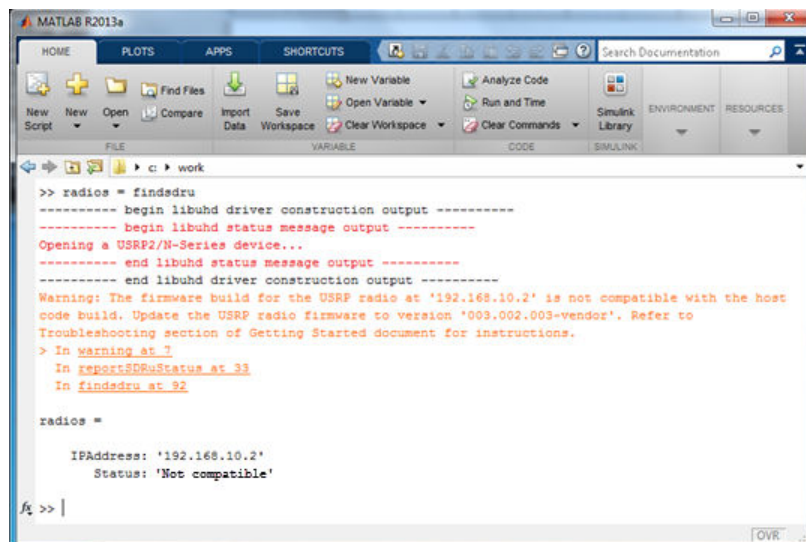 MATLAB R2013a
HOME PLOTS APPS SHORTCUTS Search Documentation
New Script New Open Find Files Compare Import Data Save Workspace New Variable Open Variable Clear Workspace Analyze Code Run and Time Clear Commands Simulink Library ENVIRONMENT RESOURCES
FILE VARIABLE CODE SIMULINK
c: work
>> radios = findsdru
---------- begin libuhd driver construction output ----------
---------- begin libuhd status message output ----------
Opening a USRP2/N-Series device...
---------- end libuhd status message output ----------
---------- end libuhd driver construction output ----------
Warning: The firmware build for the USRP radio at '192.168.10.2' is not compatible with the host
code build. Update the USRP radio firmware to version '003.002.003-vendor'. Refer to
Troubleshooting section of Getting Started document for instructions.
> In warning at 7
In reportSDRuStatus at 33
In findsdru at 92
radios =
IPAddress: '192.168.10.2'
Status: 'Not compatible'
fx >>
OVR